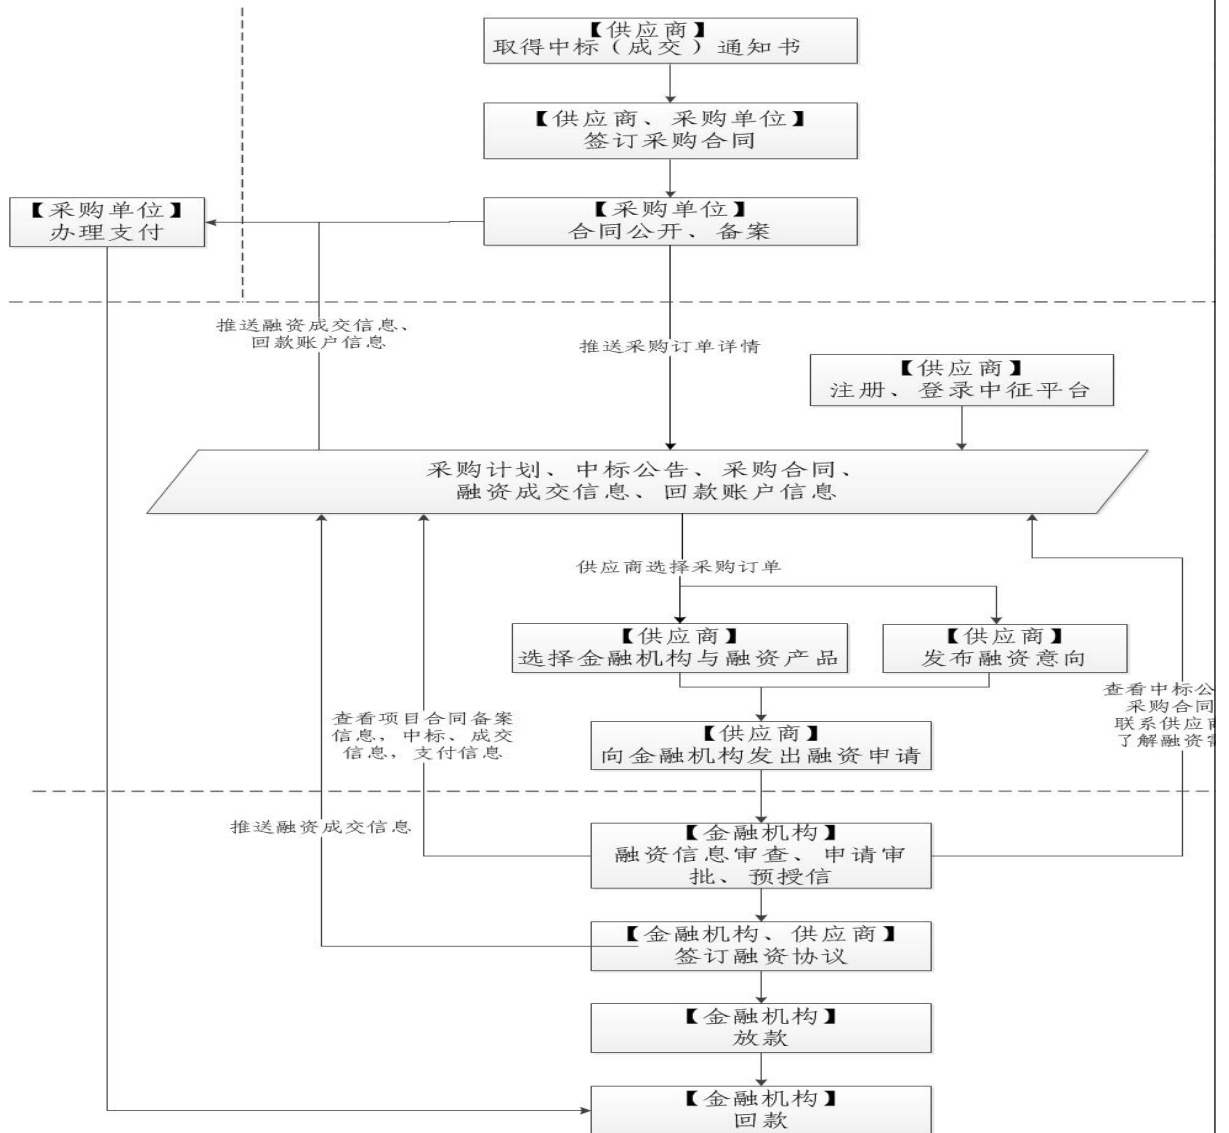 【供应商】
取得中标（成交）通知书
【供应商、采购单位】
签订采购合同
【采购单位】
办理支付
【采购单位】
合同公开、备案
推送融资成交信息、
回款账户信息
推送采购订单详情
【供应商】
注册、登录中征平台
采购计划、中标公告、采购合同、
融资成交信息、回款账户信息
供应商选择采购订单
【供应商】
选择金融机构与融资产品
【供应商】
发布融资意向
查看项目合同备案
信息，中标、成交
信息，支付信息
【供应商】
向金融机构发出融资申请
查看中标公
采购合同
联系供应商
了解融资需
推送融资成交信息
【金融机构】
融资信息审查、申请审
批、预授信
【金融机构、供应商】
签订融资协议
【金融机构】
放款
【金融机构】
回款